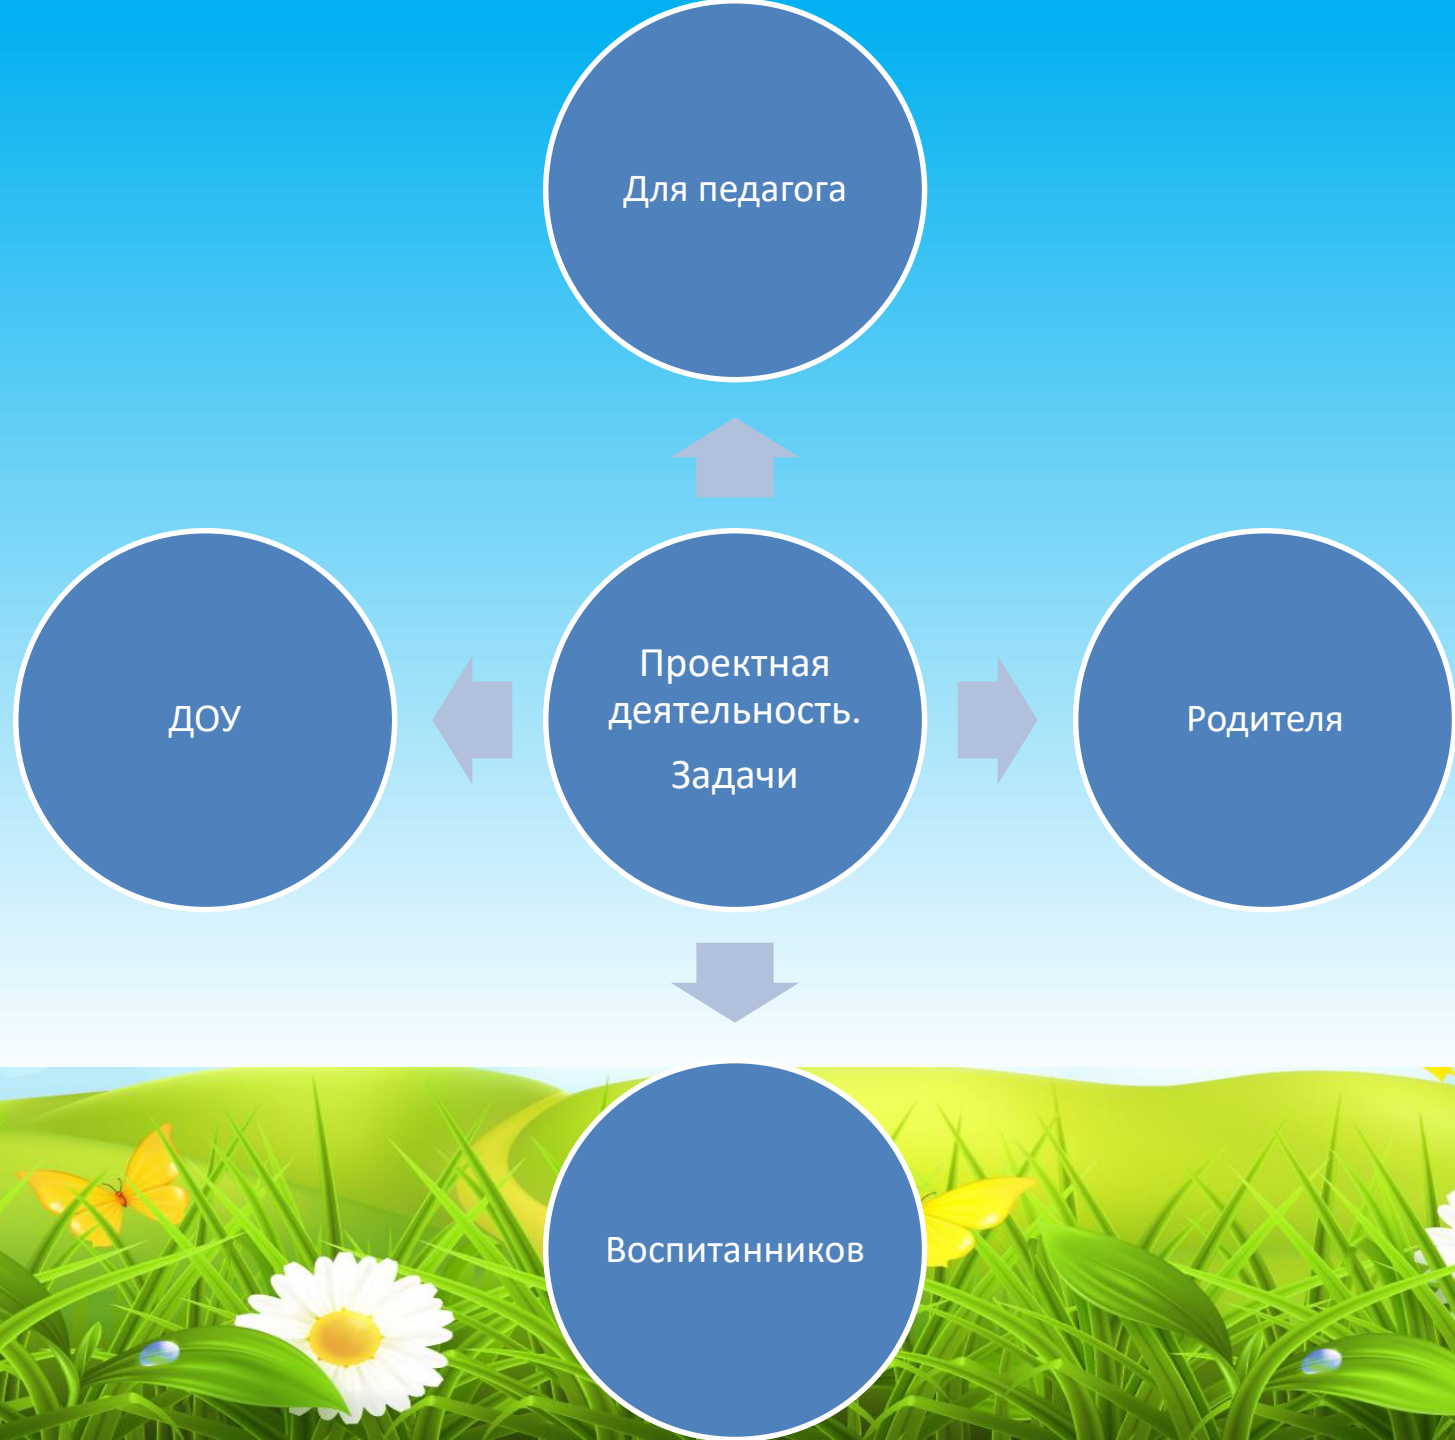 Для педагога
ДОУ
Проектная
деятельность.
Задачи
Родителя
Воспитанников